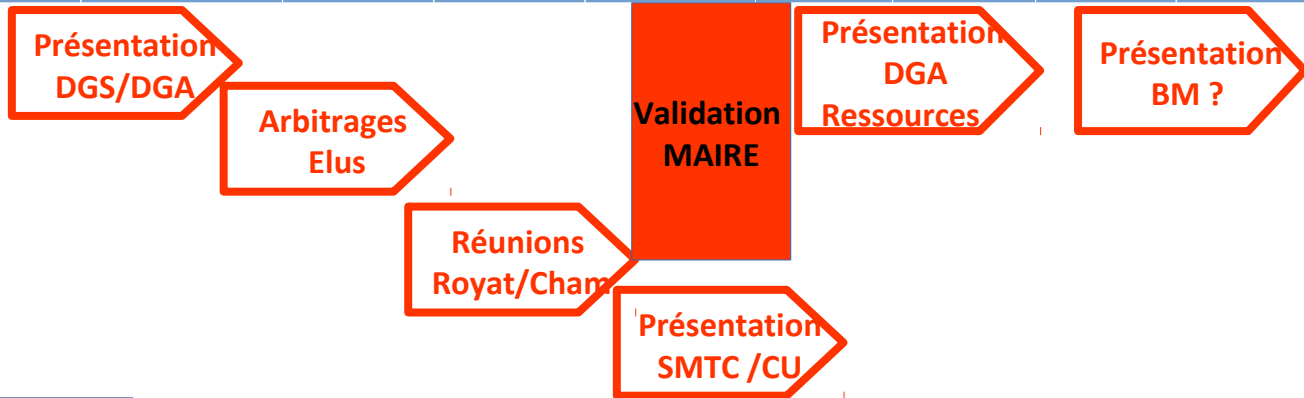 Présentation
DGS/DGA
Arbitrages
Elus
Réunions
Royat/Cham
Validation
MAIRE
Présentation
SMTC /CU
Présentation
DGA
Ressources
Présentation
BM ?